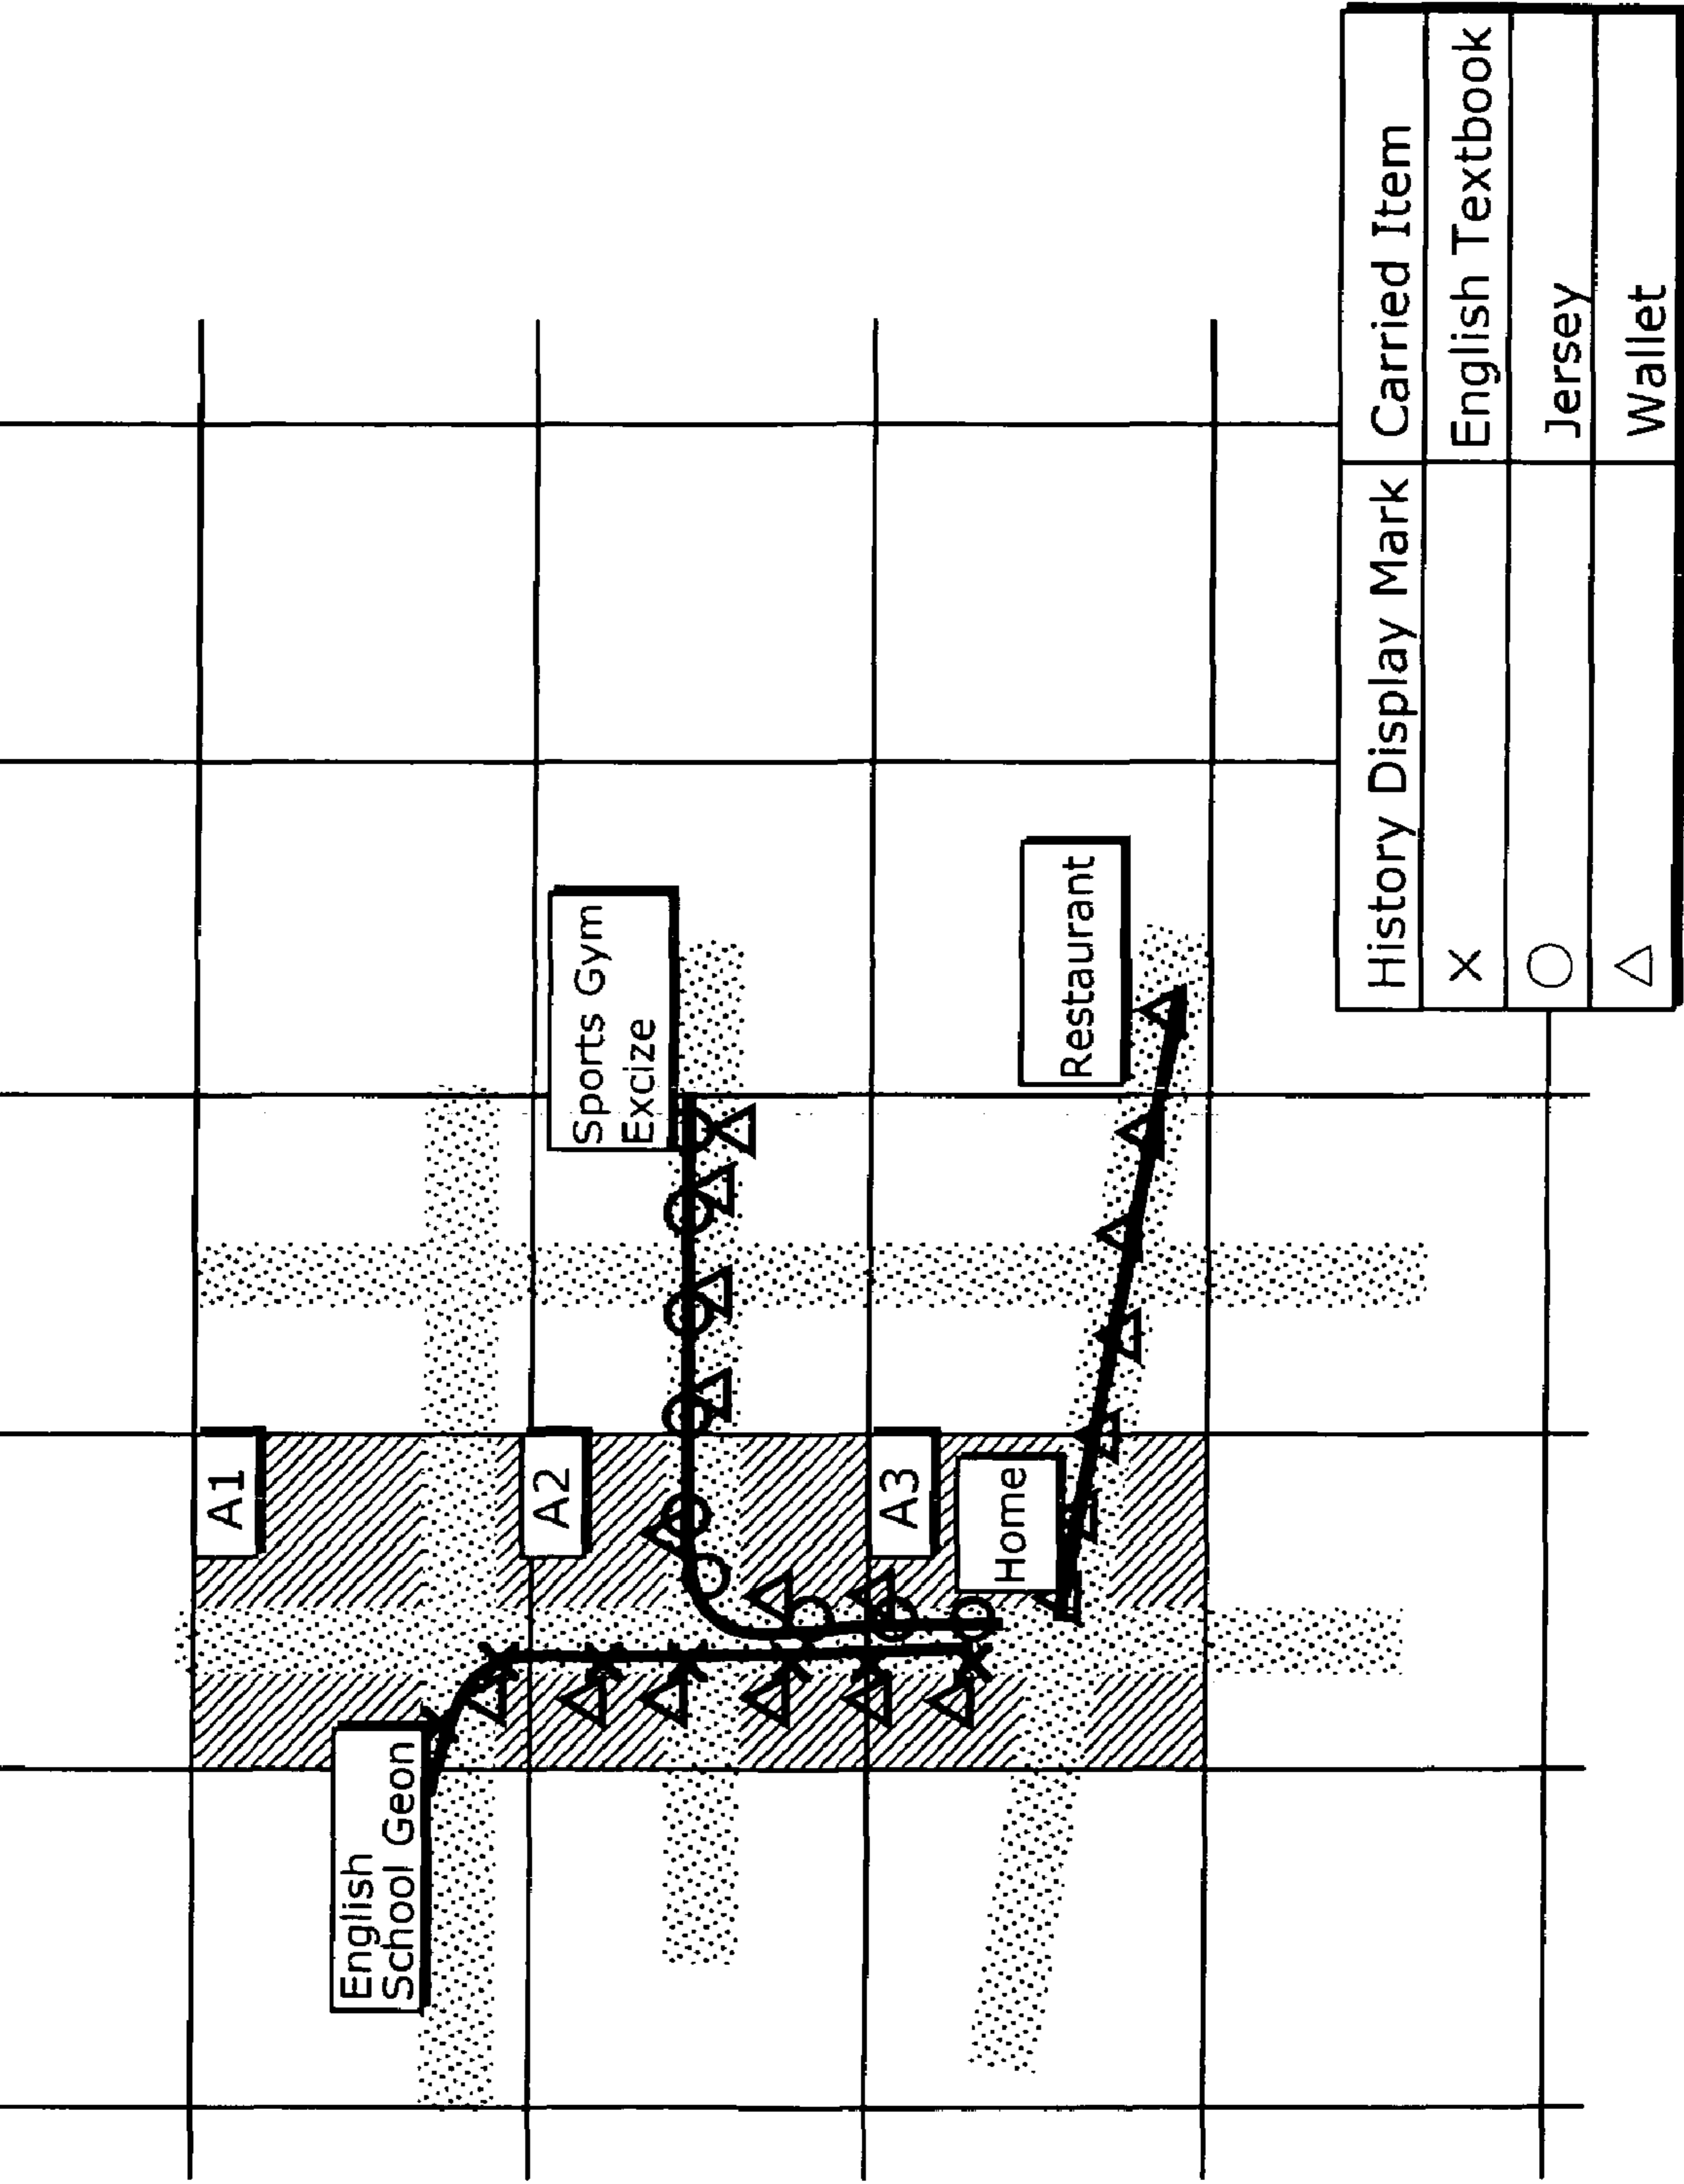 English
School Geon
A1
A2
Sports Gym
Excize
A3
Home
Restaurant
History Display Mark
Carried Item
×
English Textbook
○
Jersey
△
Wallet